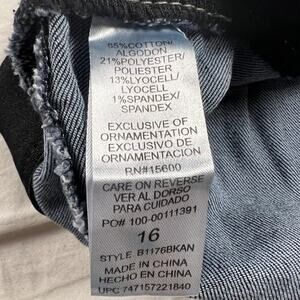 65%COTTON/
ALGODON
21%POLYESTER/
POLIESTER
13%LYOCELL/
LYOCELL
1%SPANDEX/
SPANDEX
EXCLUSIVE OF
ORNAMENTATION
EXCLUSIVO DE
ORNAMENTACIÓN
RN#15600
CARE ON REVERSE
VER AL DORSO
PARA CUIDADO
PO# 100-00111391
16
STYLE B1176BKAN
MADE IN CHINA
HECHO EN CHINA
UPC 747157221840